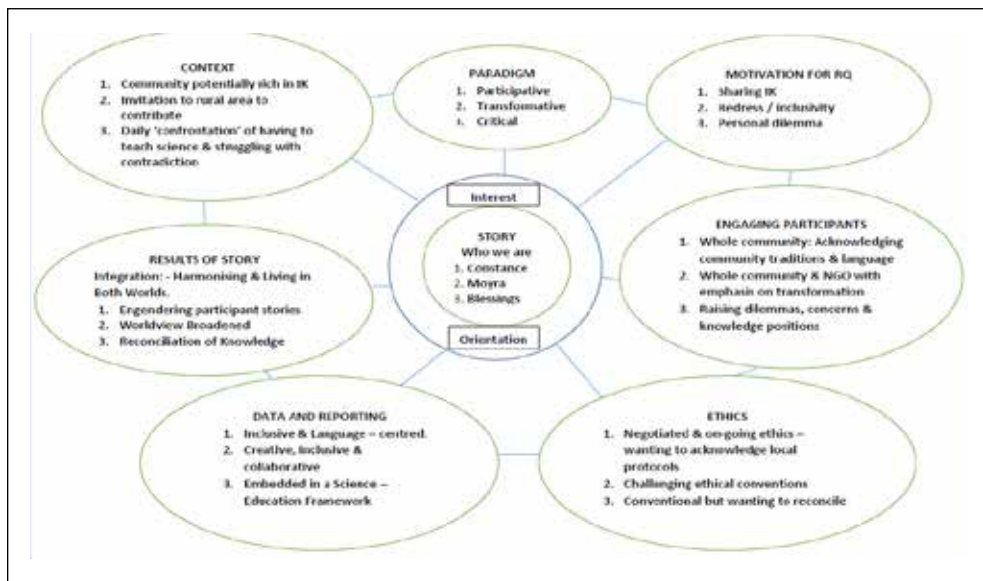 CONTEXT
1. Community potentially rich in IK
2. Invitation to rural area to
contribute
3. Daily 'confrontation' of having to
teach science & struggling with
contradiction
PARADIGM
1. Participative
2. Transformative
3. Critical
MOTIVATION FOR RQ
1. Sharing IK
2. Redress / inclusivity
3. Personal dilemma
Interest
STORY
Who we are
1. Constance
2. Moyra
3. Blessings
Orientation
ENGAGING PARTICIPANTS
1. Whole community: Acknowledging
community traditions & language
2. Whole community & NGO with
emphasis on transformation
3. Raising dilemmas, concerns &
knowledge positions
RESULTS OF STORY
Integration: - Harmonising & Living in
Both Worlds.
1. Engendering participant stories
2. Worldview Broadened
3. Reconciliation of Knowledge
DATA AND REPORTING
1. Inclusive & Language – centred.
2. Creative, Inclusive &
collaborative
3. Embedded in a Science –
Education Framework
ETHICS
1. Negotiated & on-going ethics –
wanting to acknowledge local
protocols
2. Challenging ethical conventions
3. Conventional but wanting to reconcile